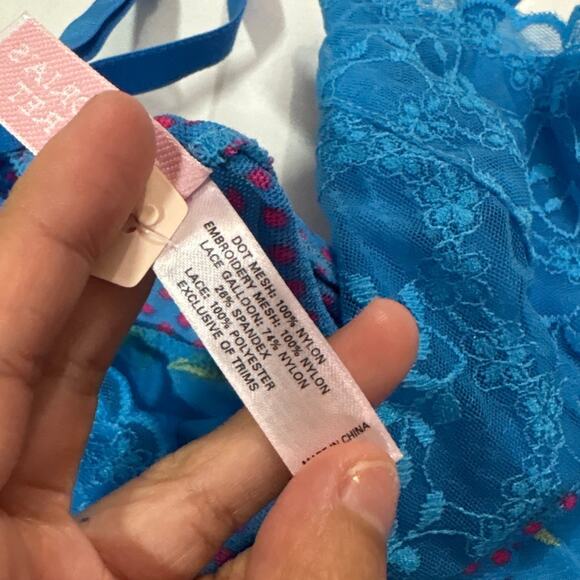 DOT MESH: 100% NYLON
EMBROIDERY MESH: 100% NYLON
LACE GALLOON: 74% NYLON
26% SPANDEX
LACE: 100% POLYESTER
EXCLUSIVE OF TRIMS
MADE IN CHINA